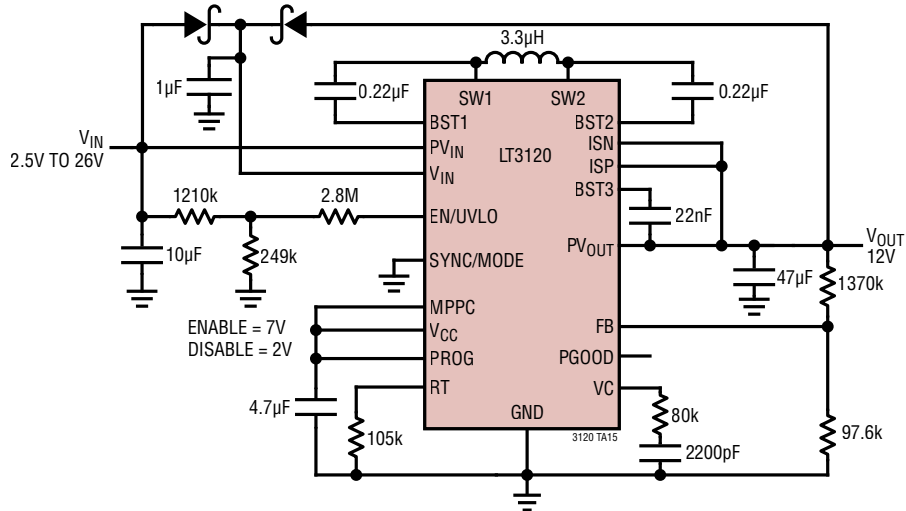 3.3µH
1µF
0.22µF
0.22µF
SW1
SW2
BST1
BST2
VIN
2.5V TO 26V
PVIN
LT3120
ISN
ISP
VIN
BST3
1210k
2.8M
EN/UVLO
22nF
10µF
249k
PVOUT
VOUT
12V
SYNC/MODE
47µF
1370k
ENABLE = 7V
DISABLE = 2V
MPPC
VCC
FB
PROG
PGOOD
RT
VC
4.7µF
105k
GND
80k
3120 TA15
2200pF
97.6k